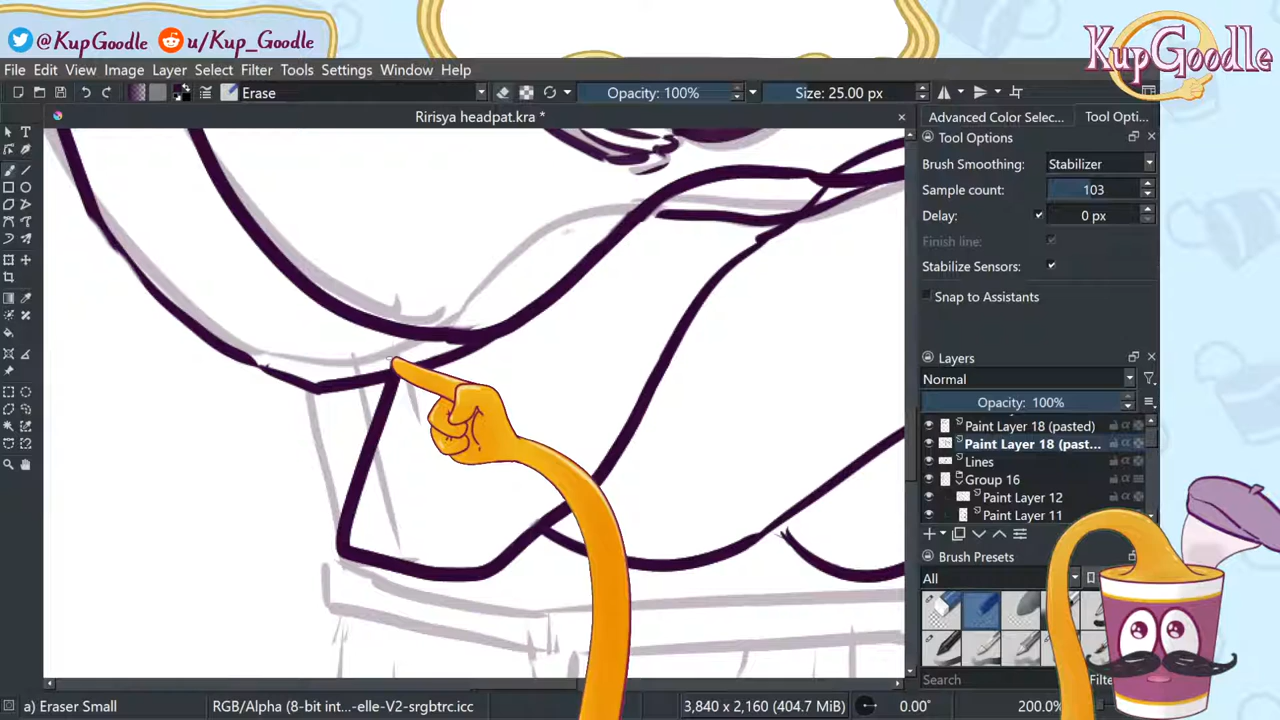 @KupGoodle u/Kup_Goodle
KupGoodle
File Edit View Image Layer Select Filter Tools Settings Window Help
Erase Opacity: 100% Size: 25.00 px
Ririsya headpat.kra *
Advanced Color Selec... Tool Opti...
Tool Options
Brush Smoothing: Stabilizer
Sample count: 103
Delay: 0 px
Finish line:
Stabilize Sensors:
Snap to Assistants
Layers
Normal
Opacity: 100%
Paint Layer 18 (pasted)
Paint Layer 18 (past...
Lines
Group 16
Paint Layer 12
Paint Layer 11
Brush Presets
All
Search
a) Eraser Small RGB/Alpha (8-bit int...-elle-V2-srgbtrc.icc 3,840 x 2,160 (404.7 MiB) 0.00° 200.0%